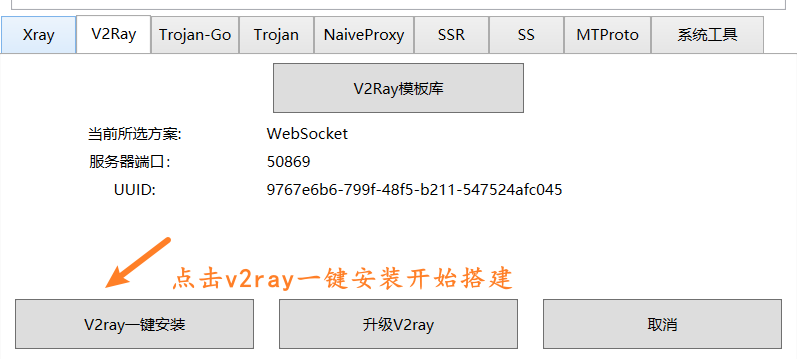 Xray V2Ray Trojan-Go Trojan NaiveProxy SSR SS MTProto 系统工具
V2Ray模板库
当前所选方案: WebSocket
服务器端口: 50869
UUID: 9767e6b6-799f-48f5-b211-547524afc045
点击v2ray一键安装开始搭建
V2ray一键安装 升级V2ray 取消